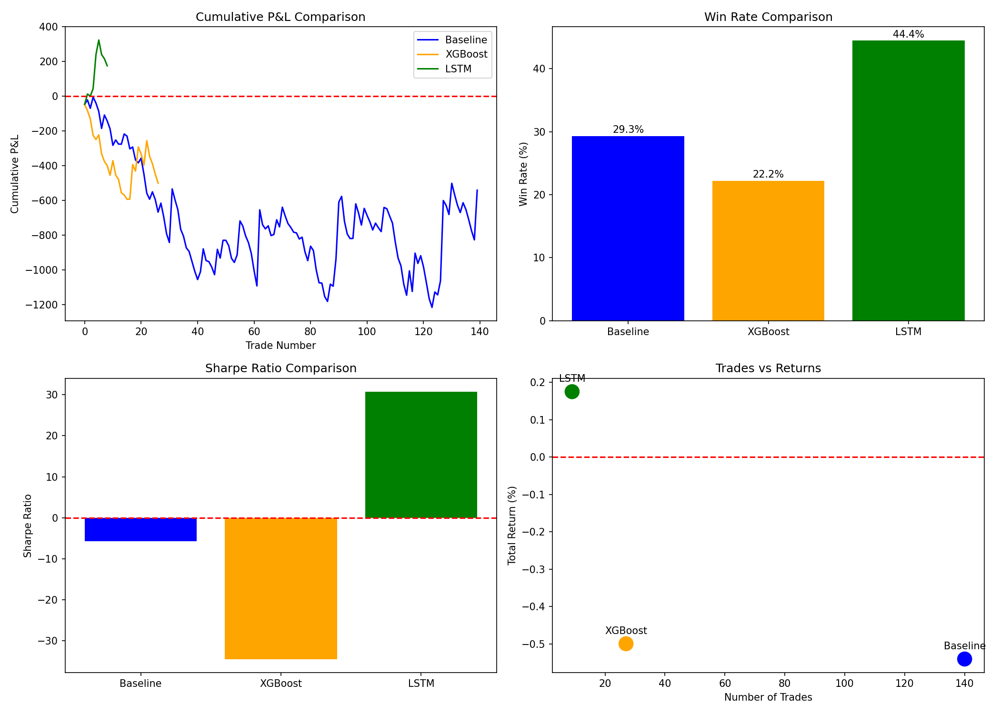 Cumulative P&L Comparison
400
200
0
−200
−400
−600
−800
−1000
−1200
Cumulative P&L
0 20 40 60 80 100 120 140
Trade Number
Baseline
XGBoost
LSTM
Win Rate Comparison
44.4%
29.3%
22.2%
40
30
20
10
0
Win Rate (%)
Baseline XGBoost LSTM
Sharpe Ratio Comparison
30
20
10
0
−10
−20
−30
Sharpe Ratio
Baseline XGBoost LSTM
Trades vs Returns
LSTM
XGBoost
Baseline
0.2
0.1
0.0
−0.1
−0.2
−0.3
−0.4
−0.5
Total Return (%)
20 40 60 80 100 120 140
Number of Trades